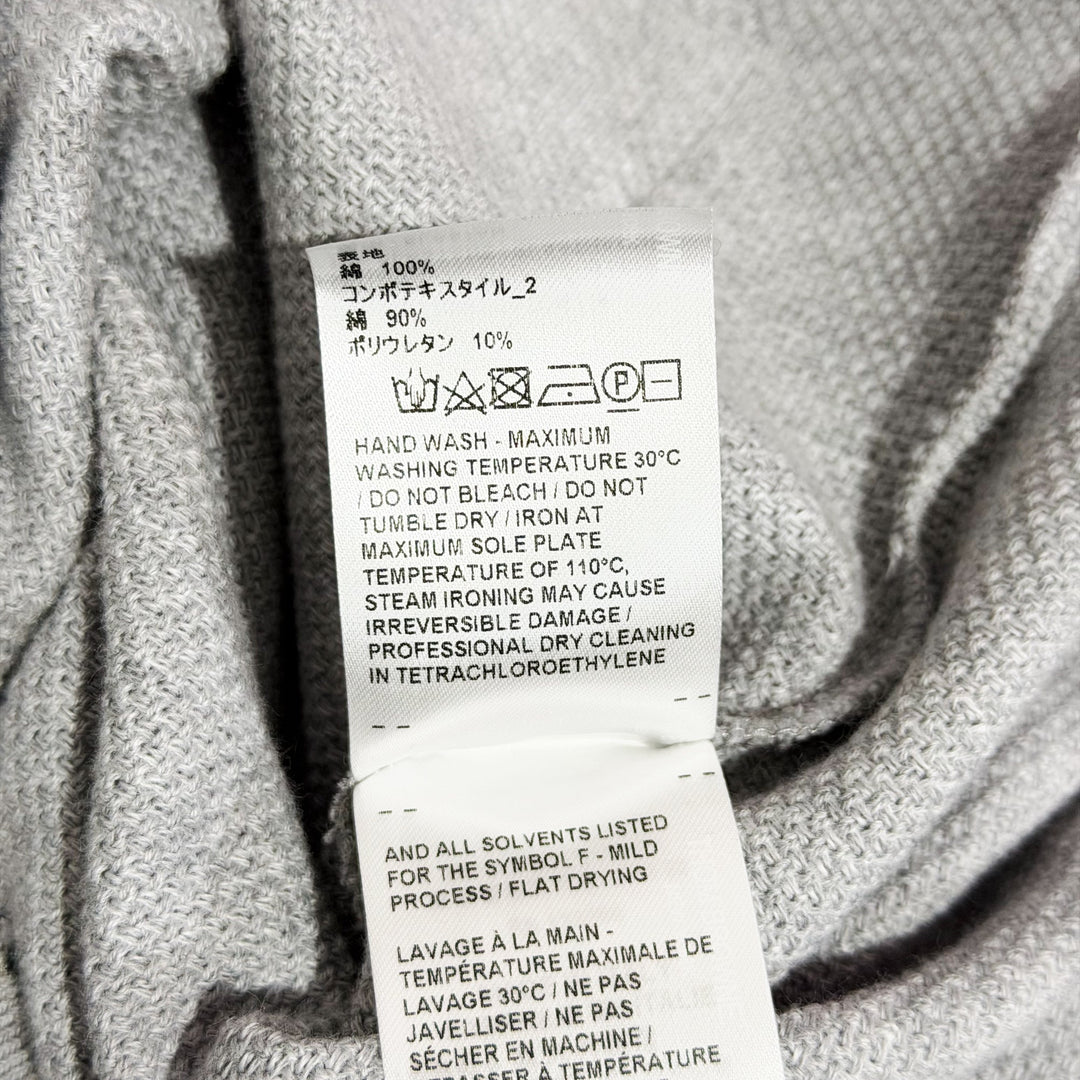 表地
綿 100%
コンボテキスタイル_2
綿 90%
ポリウレタン 10%
P
HAND WASH - MAXIMUM
WASHING TEMPERATURE 30°C
/ DO NOT BLEACH / DO NOT
TUMBLE DRY / IRON AT
MAXIMUM SOLE PLATE
TEMPERATURE OF 110°C,
STEAM IRONING MAY CAUSE
IRREVERSIBLE DAMAGE /
PROFESSIONAL DRY CLEANING
IN TETRACHLOROETHYLENE
AND ALL SOLVENTS LISTED
FOR THE SYMBOL F - MILD
PROCESS / FLAT DRYING
LAVAGE À LA MAIN -
TEMPÉRATURE MAXIMALE DE
LAVAGE 30°C / NE PAS
JAVELLISER / NE PAS
SÉCHER EN MACHINE /
À TEMPÉRATURE